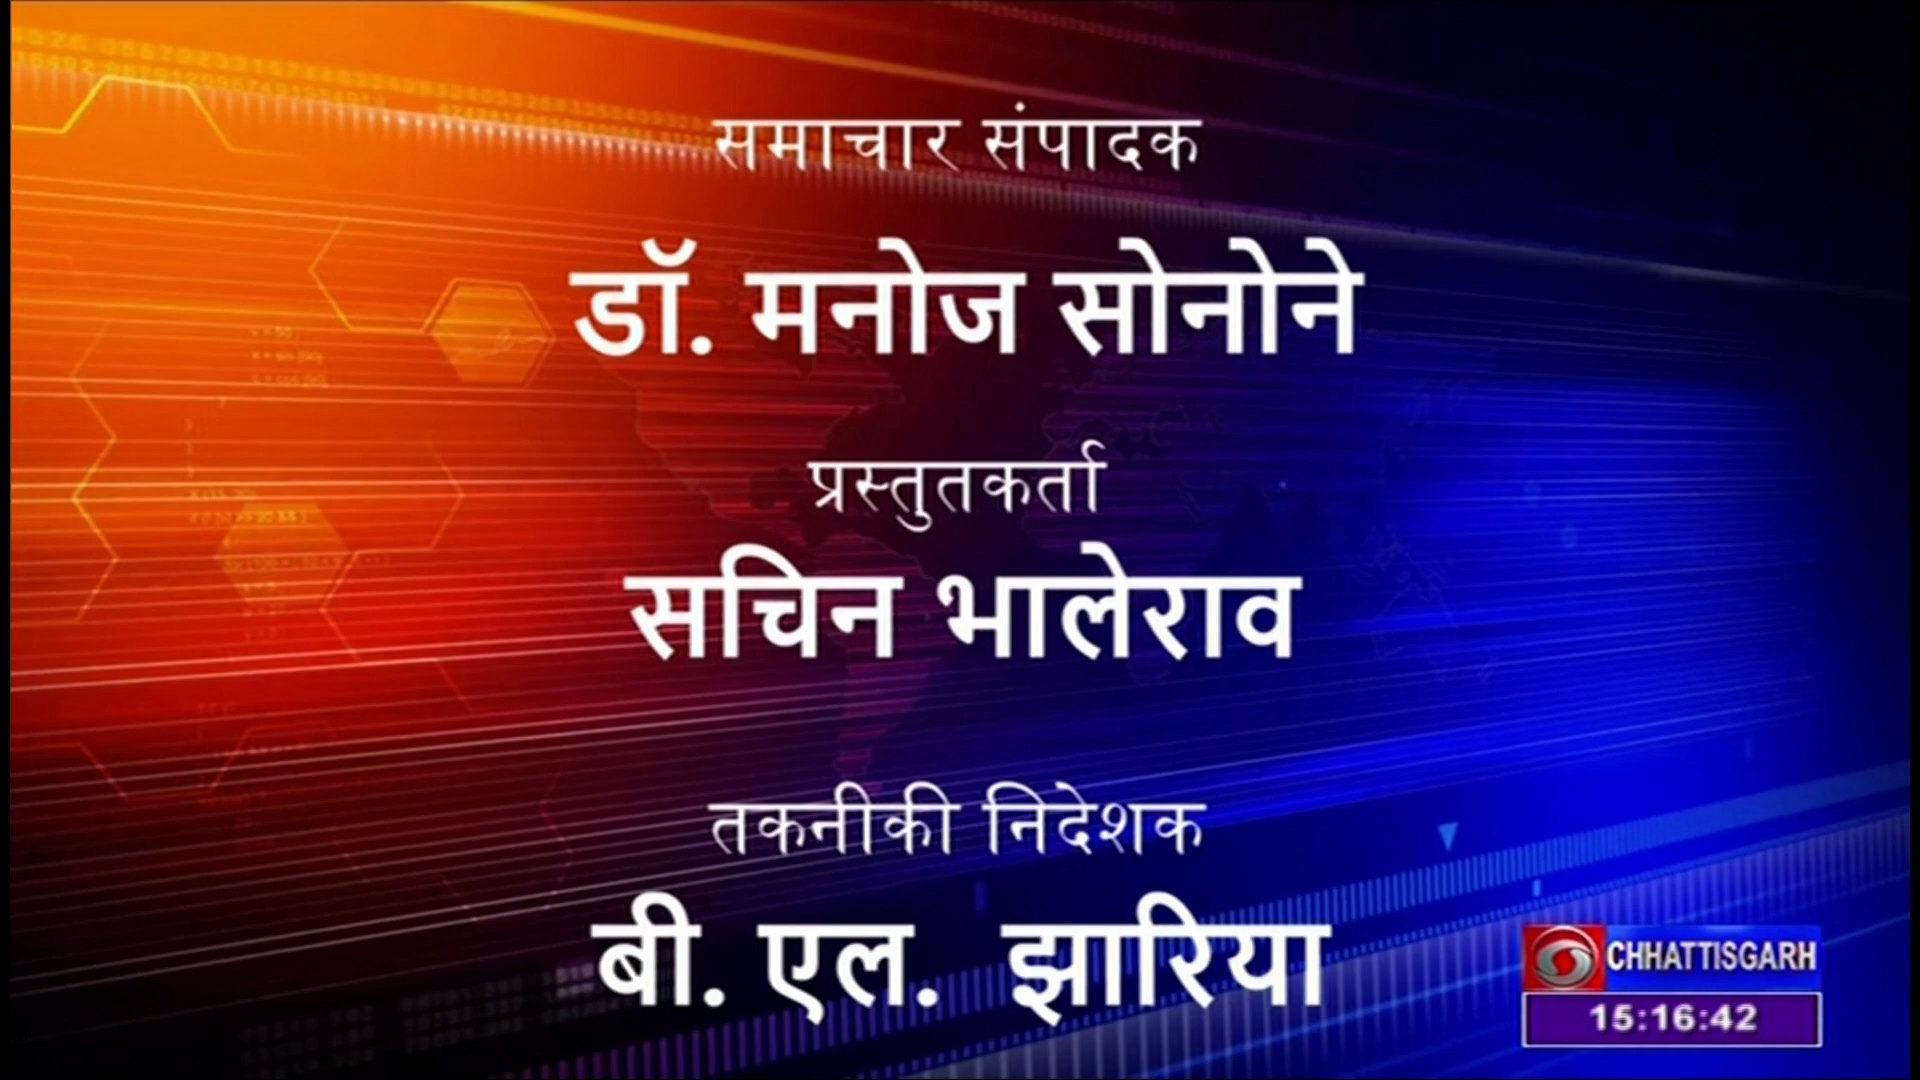 समाचार संपादक
डॉ. मनोज सोनोने
प्रस्तुतकर्ता
सचिन भालेराव
तकनीकी निदेशक
बी. एल. झारिया
CHHATTISGARH
15:16:42